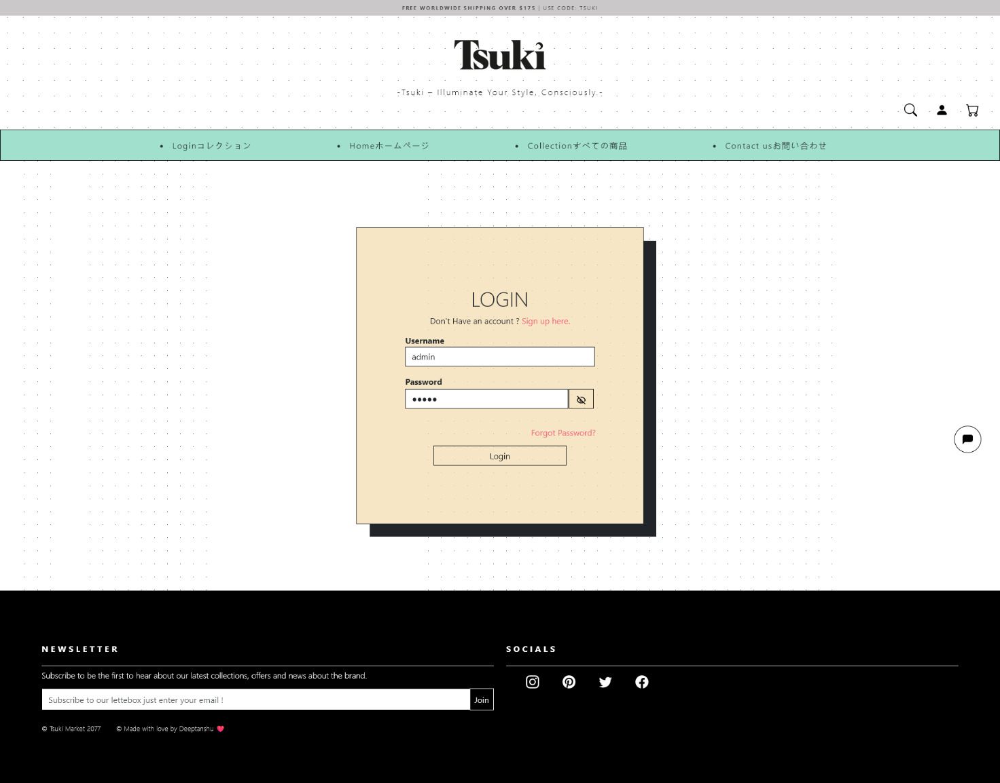 FREE WORLDWIDE SHIPPING OVER $175 | USE CODE: TSUKI
Tsuki
-Tsuki – Illuminate Your Style, Consciously.-
• Loginコレクション • Homeホームページ • Collectionすべての商品 • Contact usお問い合わせ
LOGIN
Don't Have an account ? Sign up here.
Username
admin
Password
•••••
Forgot Password?
Login
NEWSLETTER
Subscribe to be the first to hear about our latest collections, offers and news about the brand.
Subscribe to our lettebox just enter your email !
Join
© Tsuki Market 2077 © Made with love by Deeptanshu 💖
SOCIALS